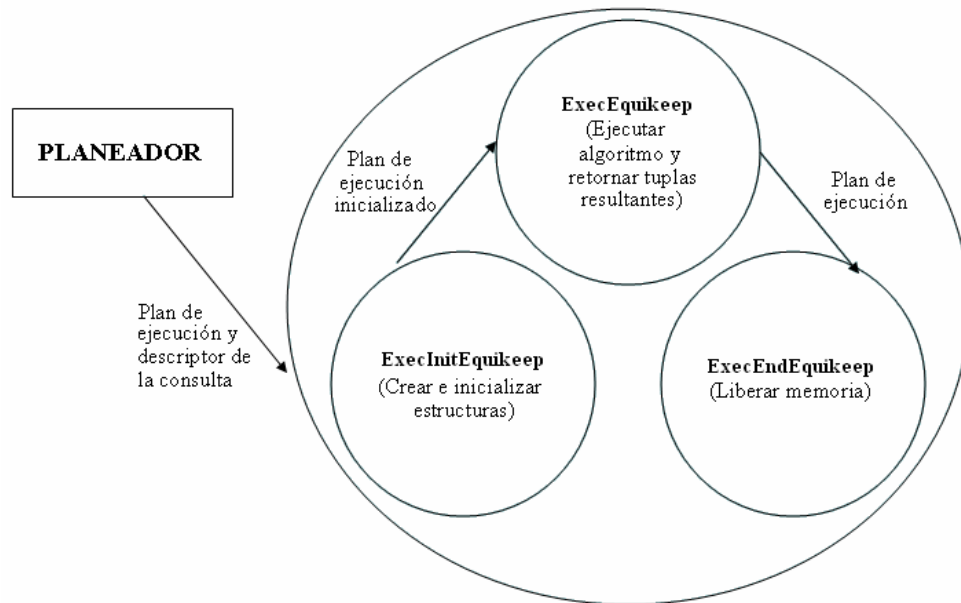 PLANEADOR
Plan de
ejecución y
descriptor de
la consulta
Plan de
ejecución
inicializado
ExecEquikeep
(Ejecutar
algoritmo y
retornar tuplas
resultantes)
Plan de
ejecución
ExecInitEquikeep
(Crear e inicializar
estructuras)
ExecEndEquikeep
(Liberar memoria)